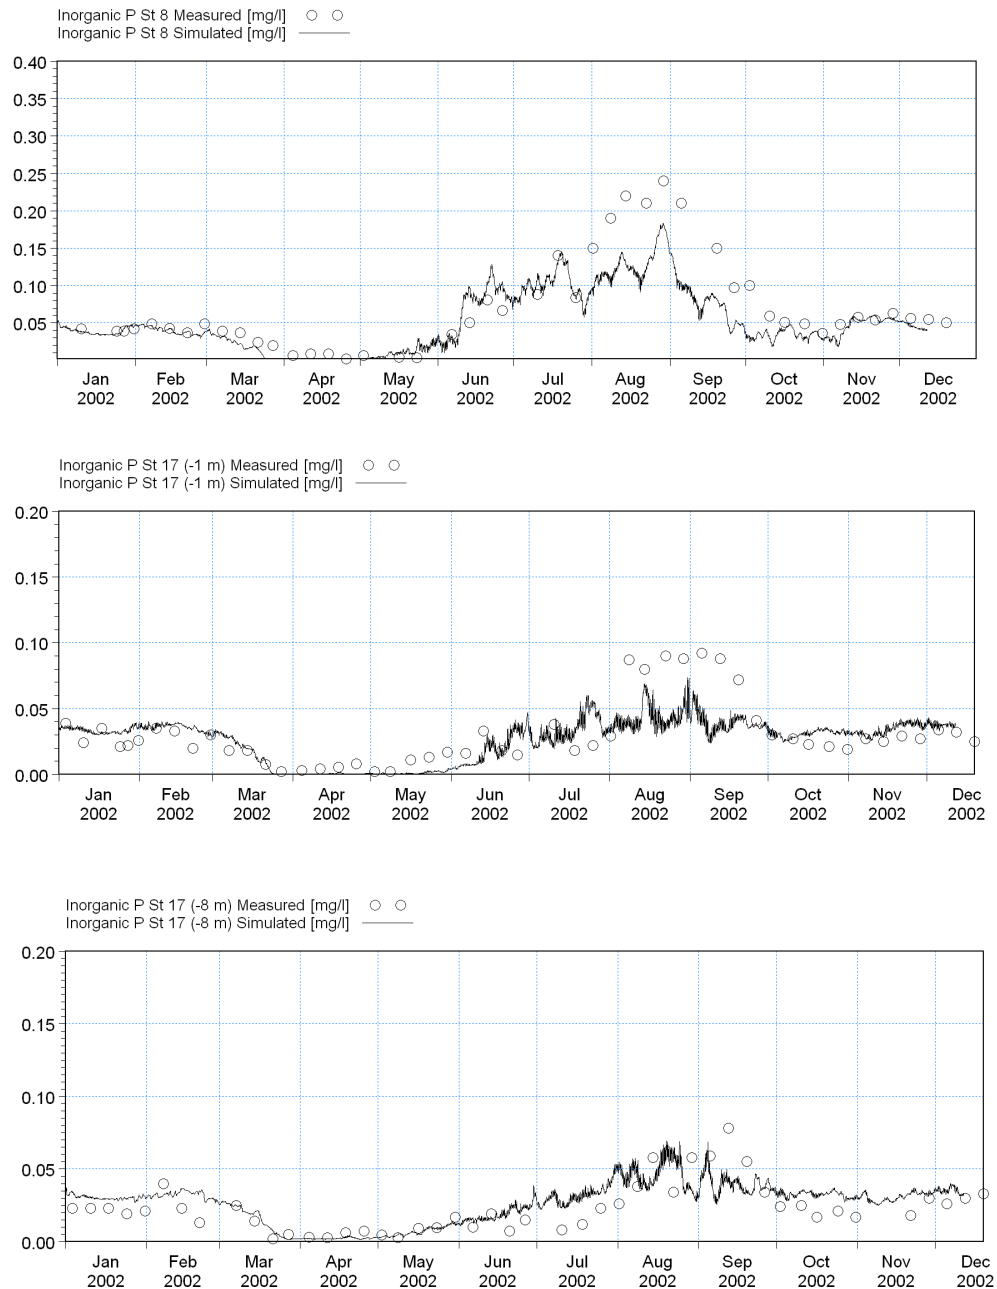 Inorganic P St 8 Measured [mg/l]
Inorganic P St 8 Simulated [mg/l]
0.40
0.35
0.30
0.25
0.20
0.15
0.10
0.05
Jan Feb Mar Apr May Jun Jul Aug Sep Oct Nov Dec
2002 2002 2002 2002 2002 2002 2002 2002 2002 2002 2002 2002
Inorganic P St 17 (-1 m) Measured [mg/l]
Inorganic P St 17 (-1 m) Simulated [mg/l]
0.20
0.15
0.10
0.05
0.00
Jan Feb Mar Apr May Jun Jul Aug Sep Oct Nov Dec
2002 2002 2002 2002 2002 2002 2002 2002 2002 2002 2002 2002
Inorganic P St 17 (-8 m) Measured [mg/l]
Inorganic P St 17 (-8 m) Simulated [mg/l]
0.20
0.15
0.10
0.05
0.00
Jan Feb Mar Apr May Jun Jul Aug Sep Oct Nov Dec
2002 2002 2002 2002 2002 2002 2002 2002 2002 2002 2002 2002